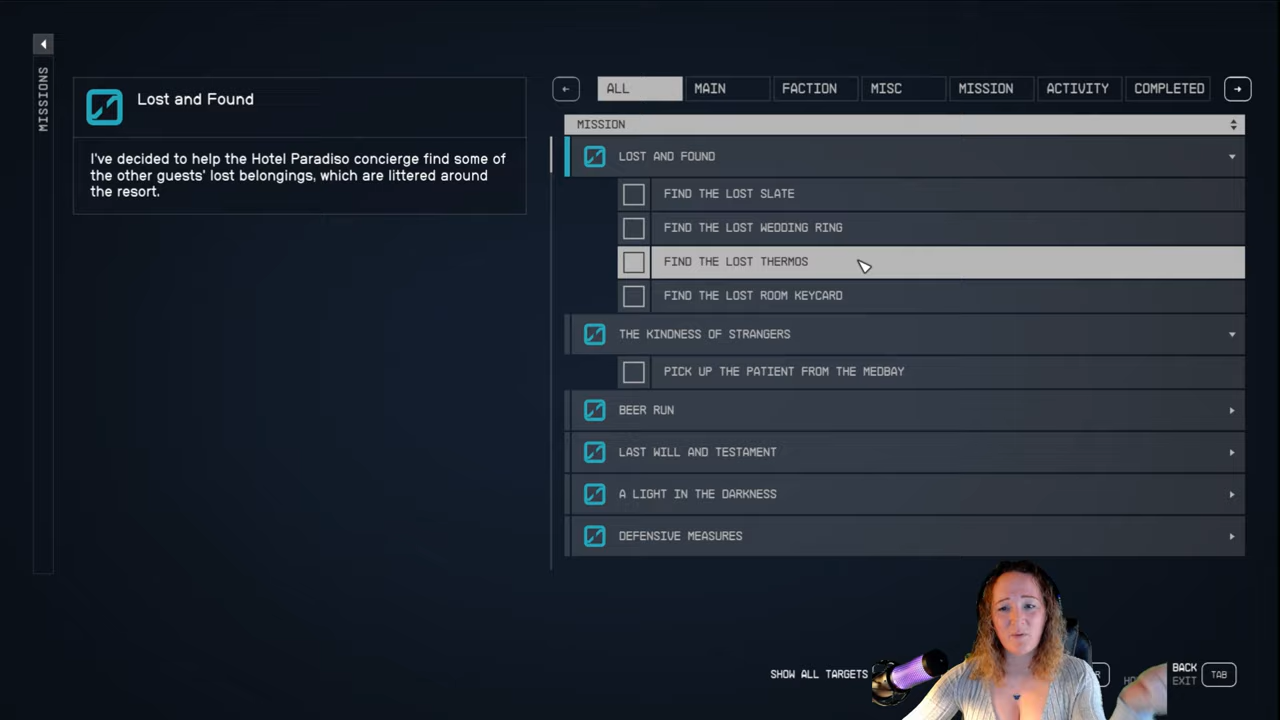 MISSIONS
Lost and Found
I've decided to help the Hotel Paradiso concierge find some of
the other guests' lost belongings, which are littered around
the resort.
ALL
MAIN
FACTION
MISC
MISSION
ACTIVITY
COMPLETED
MISSION
LOST AND FOUND
FIND THE LOST SLATE
FIND THE LOST WEDDING RING
FIND THE LOST THERMOS
FIND THE LOST ROOM KEYCARD
THE KINDNESS OF STRANGERS
PICK UP THE PATIENT FROM THE MEDBAY
BEER RUN
LAST WILL AND TESTAMENT
A LIGHT IN THE DARKNESS
DEFENSIVE MEASURES
SHOW ALL TARGETS
BACK
EXIT
TAB